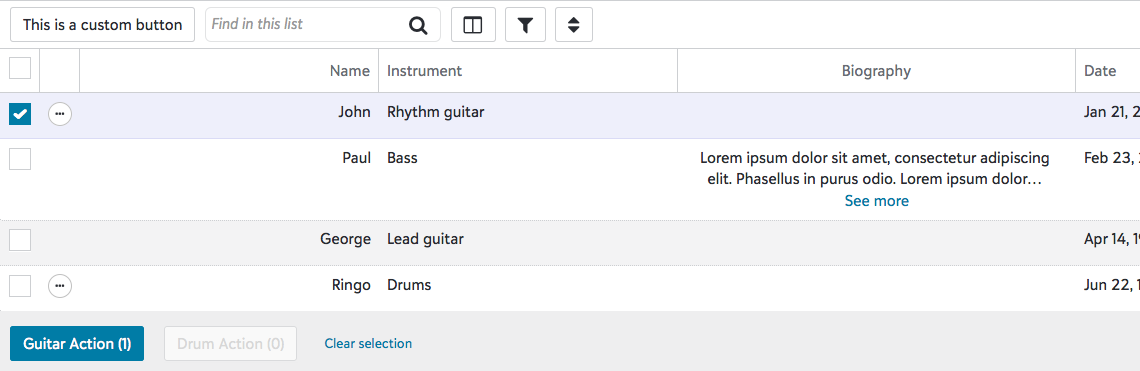 This is a custom button Find in this list
Name Instrument Biography Date
John Rhythm guitar Jan 21, 2
Paul Bass Lorem ipsum dolor sit amet, consectetur adipiscing Feb 23,
elit. Phasellus in purus odio. Lorem ipsum dolor…
See more
George Lead guitar Apr 14, 1
Ringo Drums Jun 22, 1
Guitar Action (1) Drum Action (0) Clear selection